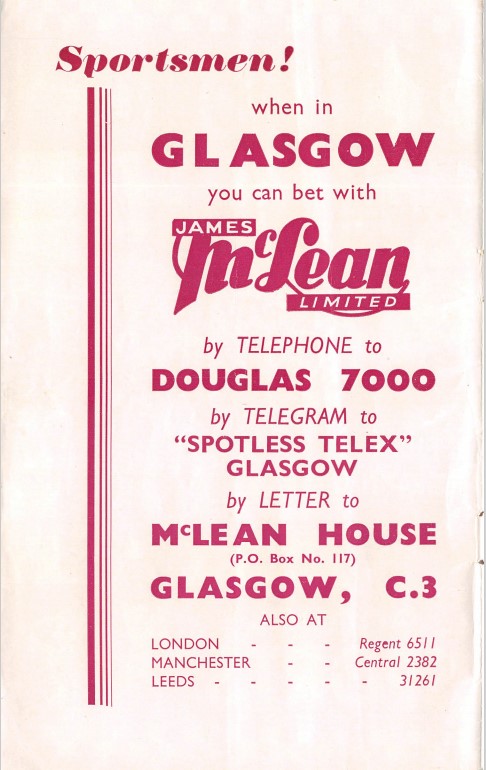 Sportsmen!
when in
GLASGOW
you can bet with
JAMES
McLean
LIMITED
by TELEPHONE to
DOUGLAS 7000
by TELEGRAM to
"SPOTLESS TELEX"
GLASGOW
by LETTER to
McLEAN HOUSE
(P.O. Box No. 117)
GLASGOW, C.3
ALSO AT
LONDON - - - Regent 6511
MANCHESTER - - Central 2382
LEEDS - - - - - 31261